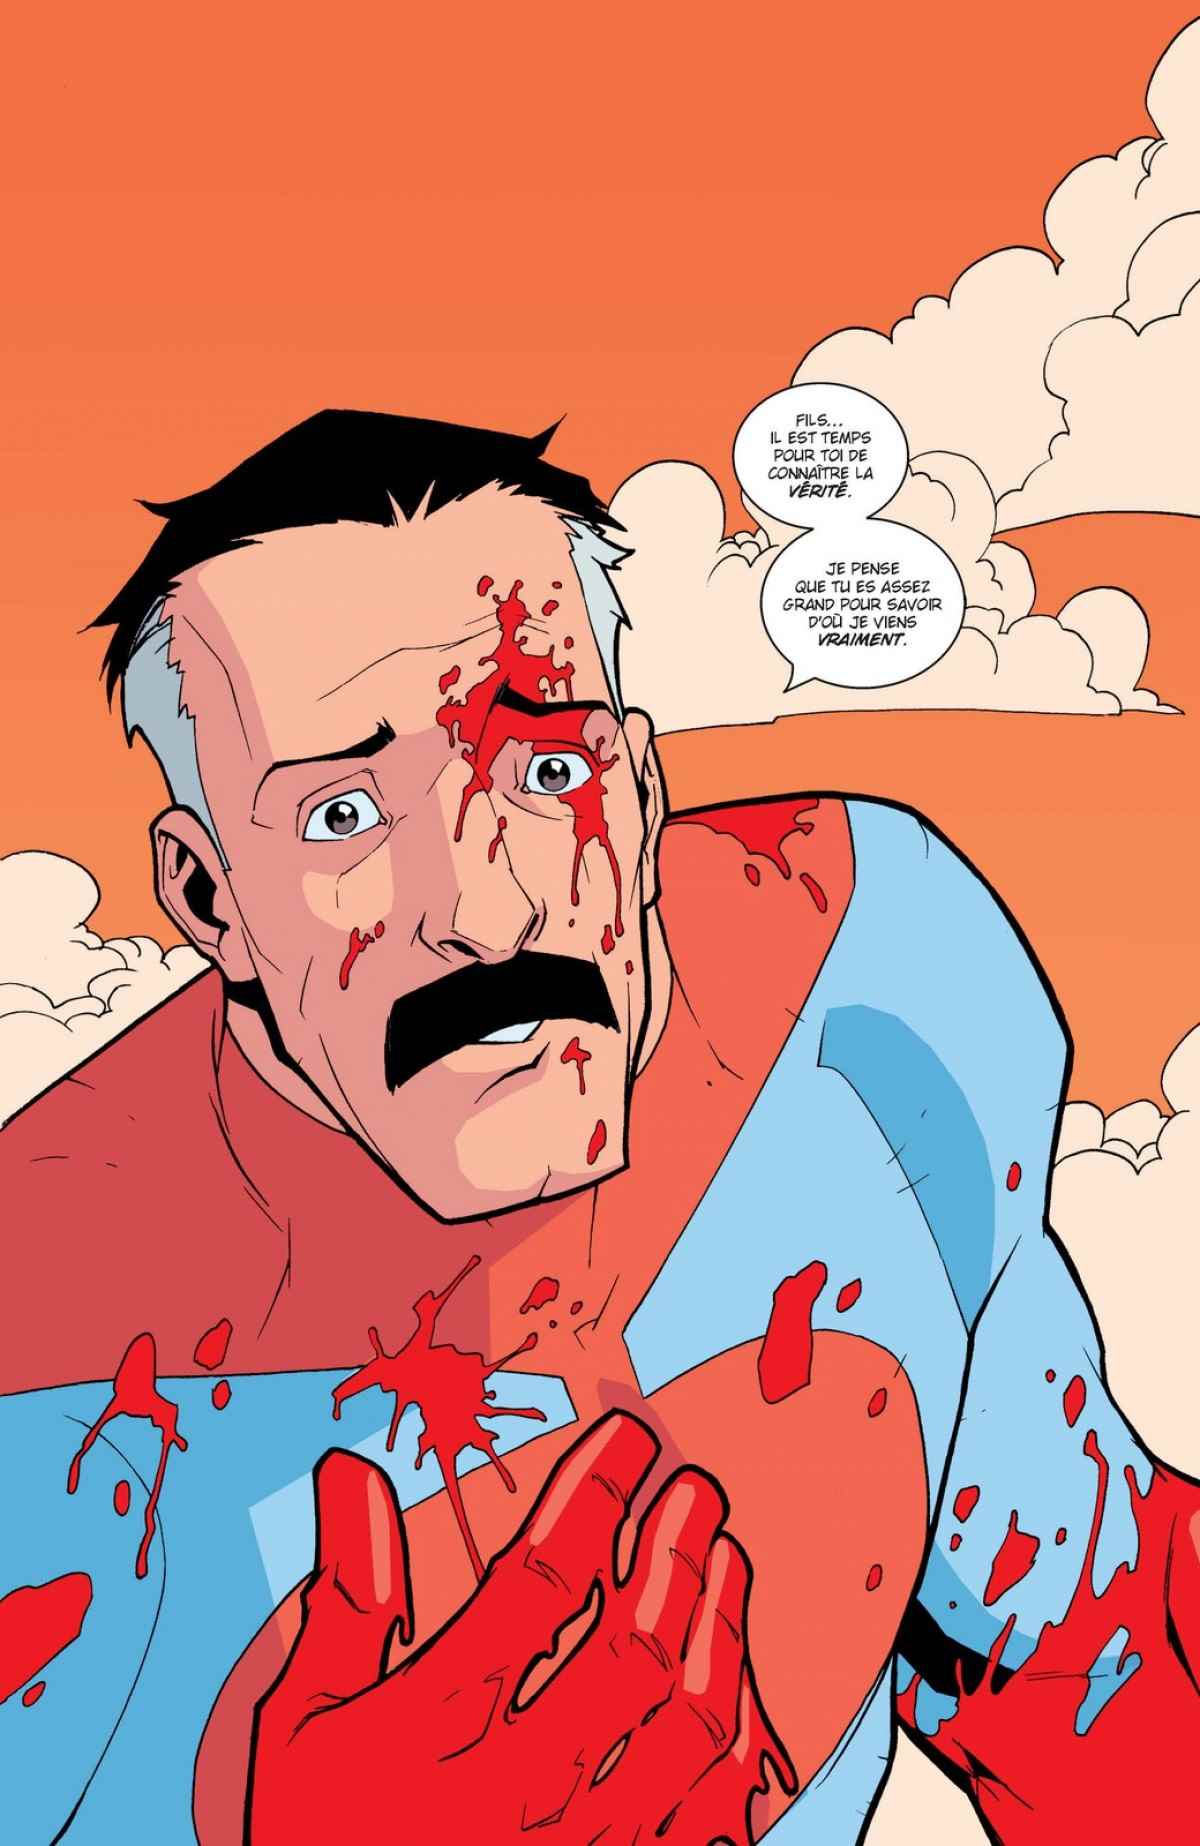 FILS...
IL EST TEMPS
POUR TOI DE
CONNAÎTRE LA
VÉRITÉ.
JE PENSE
QUE TU ES ASSEZ
GRAND POUR SAVOIR
D'OÙ JE VIENS
VRAIMENT.